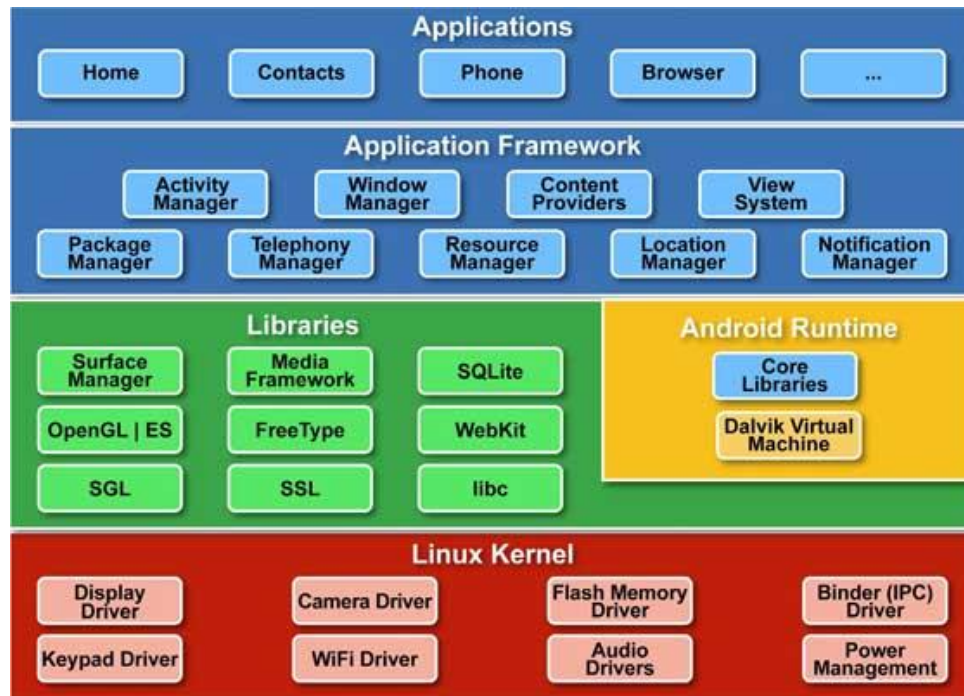 Applications
Home
Contacts
Phone
Browser
...
Application Framework
Activity
Manager
Window
Manager
Content
Providers
View
System
Package
Manager
Telephony
Manager
Resource
Manager
Location
Manager
Notification
Manager
Libraries
Surface
Manager
Media
Framework
SQLite
OpenGL | ES
FreeType
WebKit
SGL
SSL
libc
Android Runtime
Core
Libraries
Dalvik Virtual
Machine
Linux Kernel
Display
Driver
Camera Driver
Flash Memory
Driver
Binder (IPC)
Driver
Keypad Driver
WiFi Driver
Audio
Drivers
Power
Management